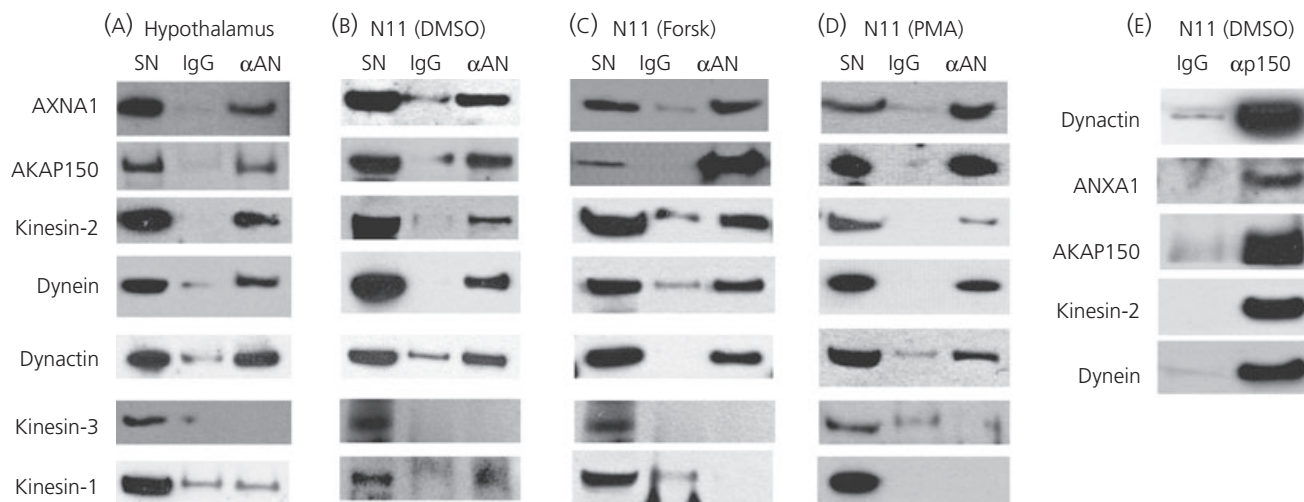 (A) Hypothalamus
SN IgG αAN
(B) N11 (DMSO)
SN IgG αAN
(C) N11 (Forsk)
SN IgG αAN
(D) N11 (PMA)
SN IgG αAN
(E) N11 (DMSO)
IgG αp150
AXNA1
AKAP150
Kinesin-2
Dynein
Dynactin
Kinesin-3
Kinesin-1
Dynactin
ANXA1
AKAP150
Kinesin-2
Dynein